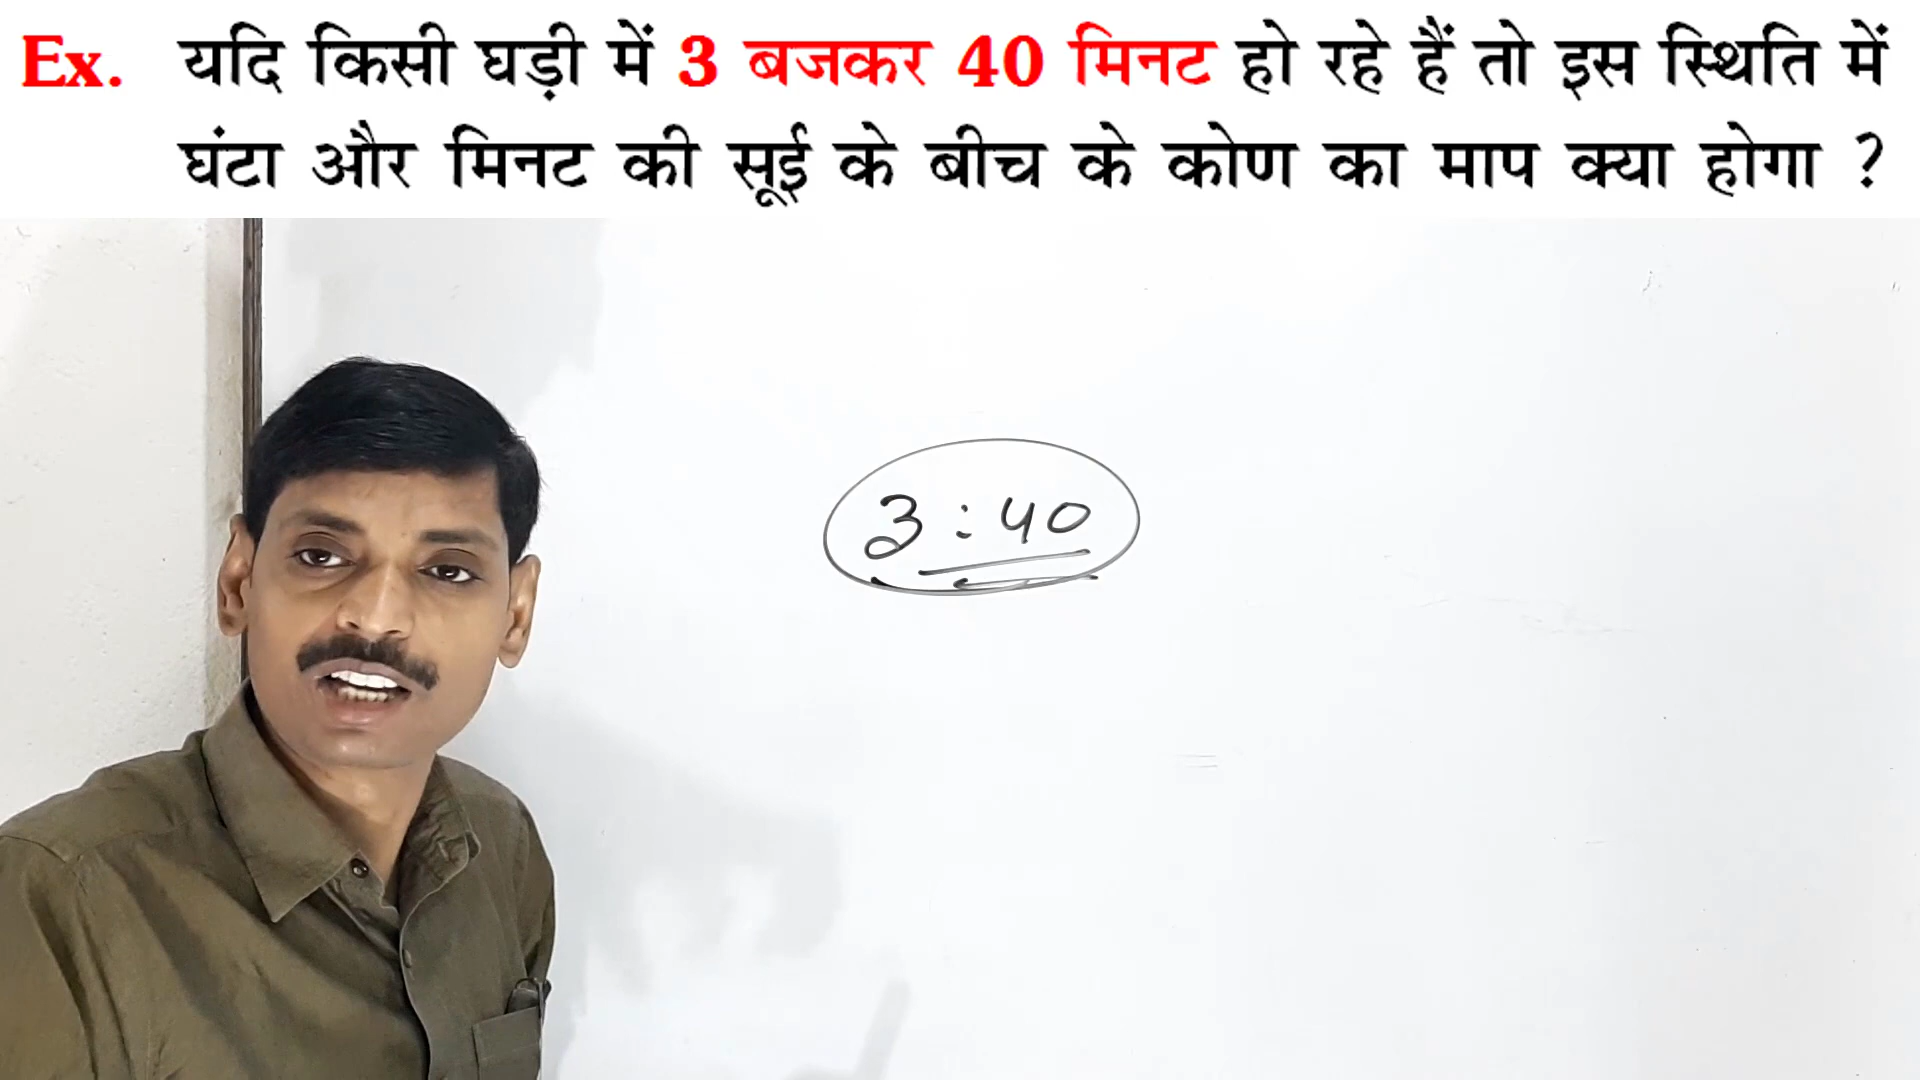 Ex. यदि किसी घड़ी में 3 बजकर 40 मिनट हो रहे हैं तो इस स्थिति में
घंटा और मिनट की सूई के बीच के कोण का माप क्या होगा ?
3 : 40